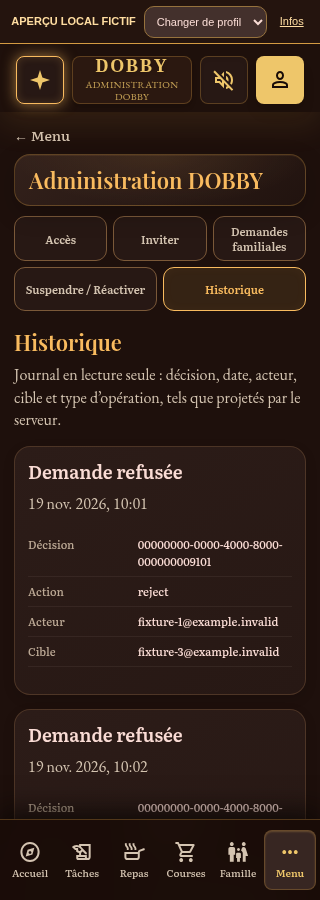 APERÇU LOCAL FICTIF
Changer de profil
Infos
DOBBY
ADMINISTRATION
DOBBY
← Menu
Administration DOBBY
Accès
Inviter
Demandes
familiales
Suspendre / Réactiver
Historique
Historique
Journal en lecture seule : décision, date, acteur,
cible et type d’opération, tels que projetés par le
serveur.
Demande refusée
19 nov. 2026, 10:01
Décision
00000000-0000-4000-8000-
000000009101
Action
reject
Acteur
fixture-1@example.invalid
Cible
fixture-3@example.invalid
Demande refusée
19 nov. 2026, 10:02
Décision
00000000-0000-4000-8000-
Accueil
Tâches
Repas
Courses
Famille
Menu